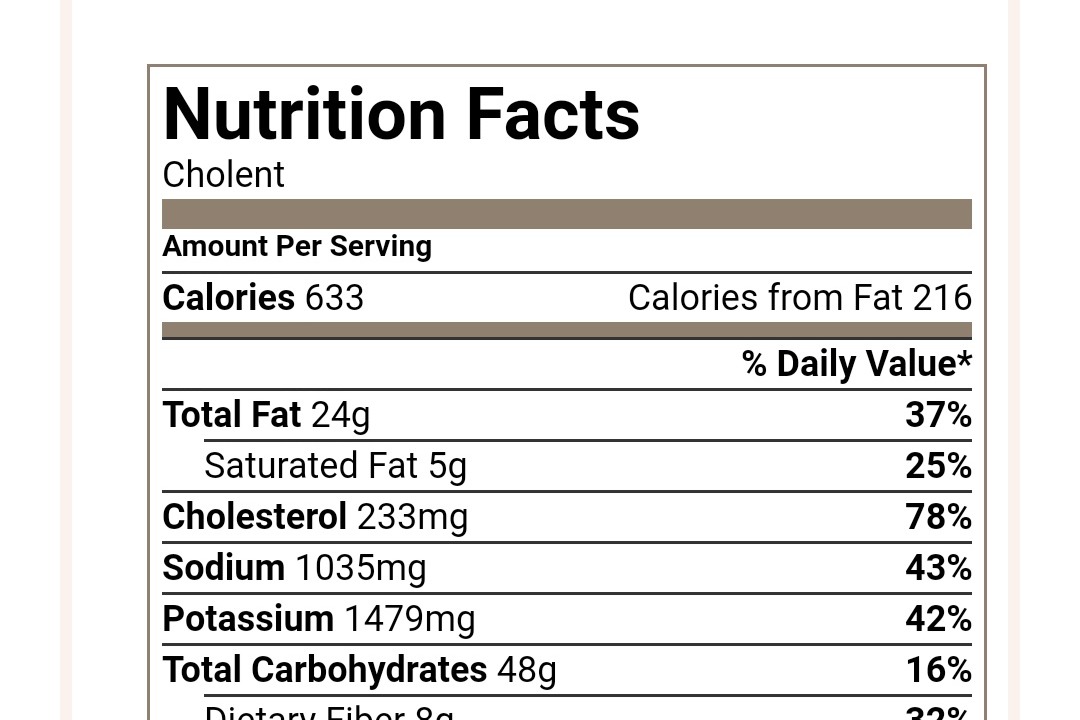 Nutrition Facts
Cholent
Amount Per Serving
Calories 633 Calories from Fat 216
% Daily Value*
Total Fat 24g 37%
Saturated Fat 5g 25%
Cholesterol 233mg 78%
Sodium 1035mg 43%
Potassium 1479mg 42%
Total Carbohydrates 48g 16%
Dietary Fiber 8g 32%